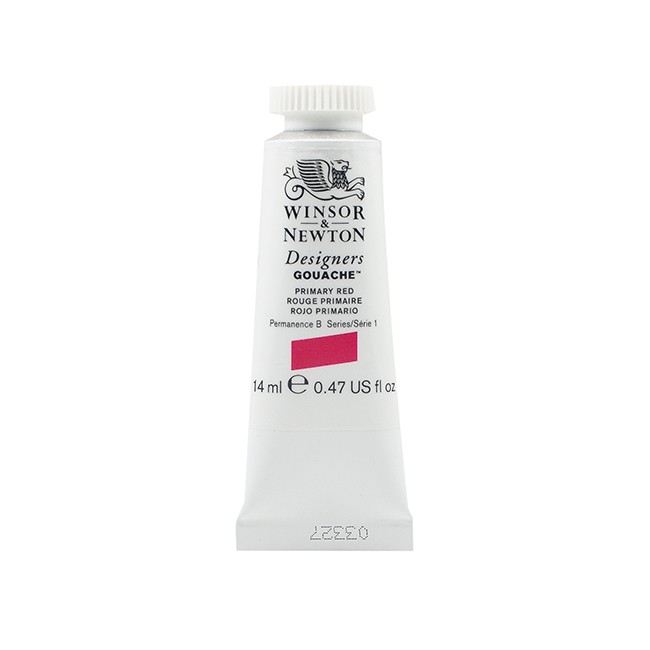 WINSOR
&
NEWTON
Designers
GOUACHE™
PRIMARY RED
ROUGE PRIMAIRE
ROJO PRIMARIO
Permanence B Series/Série 1
14 ml ℮ 0.47 US fl oz
03327